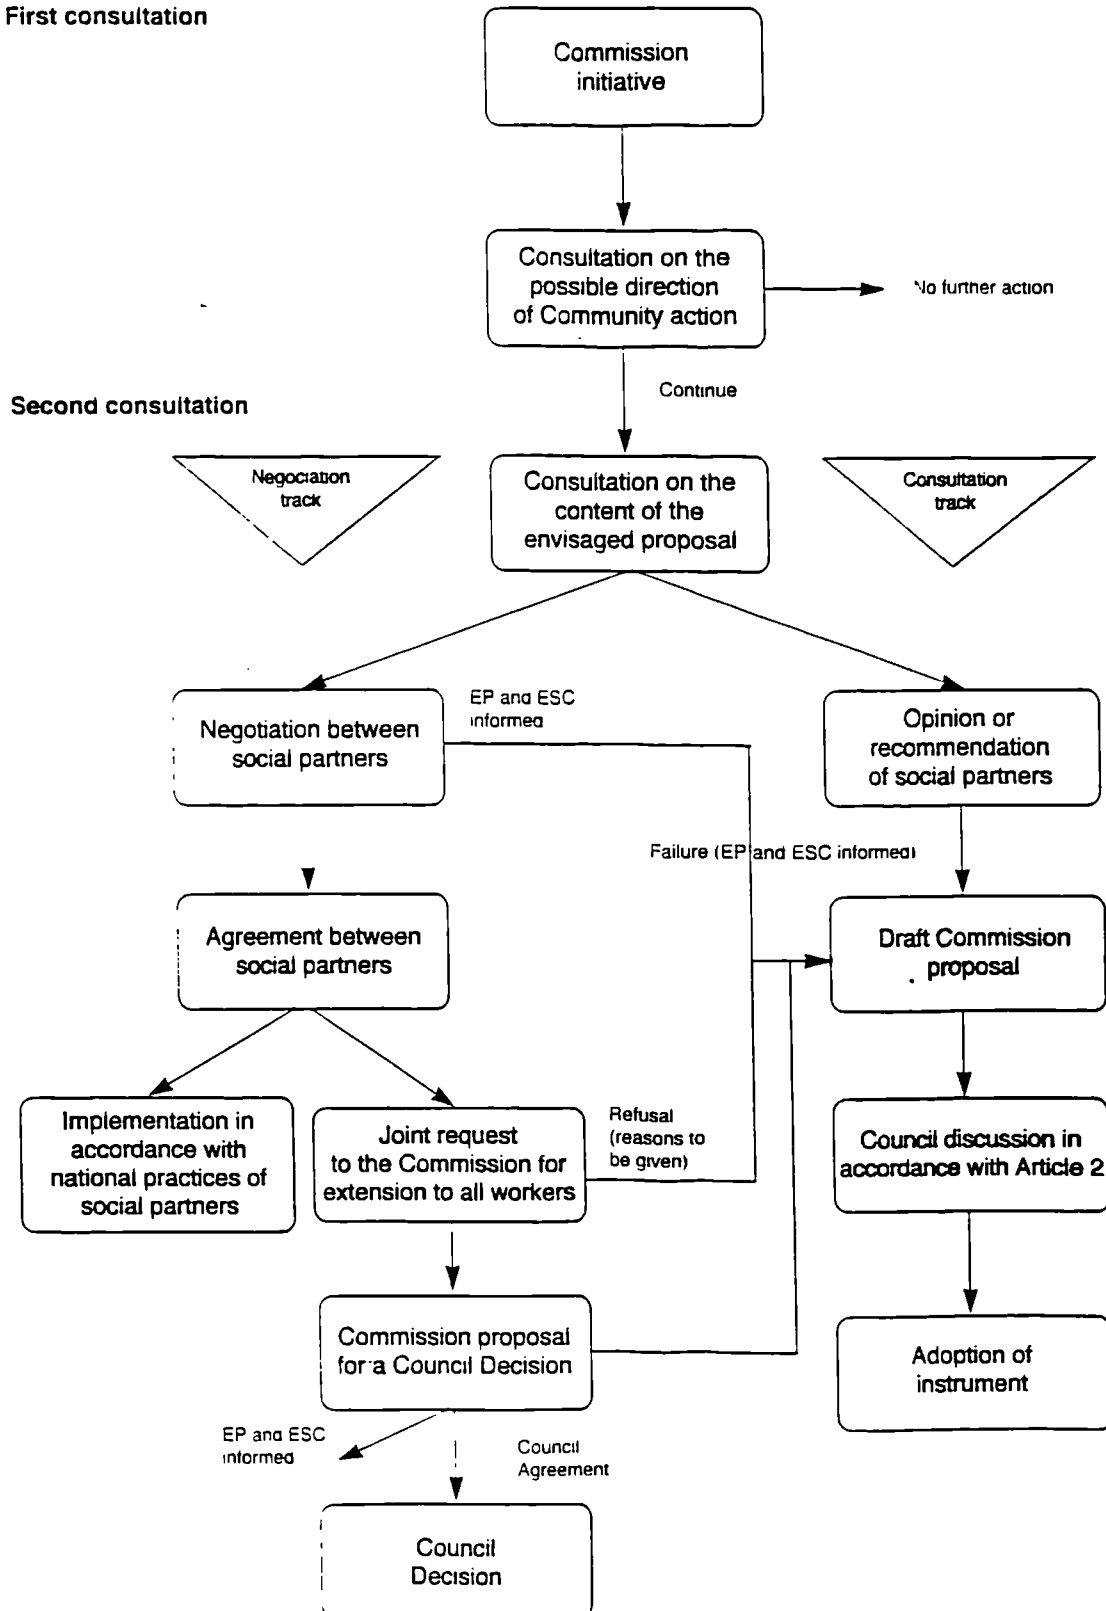 First consultation
Commission
initiative
Consultation on the
possible direction
of Community action
No further action
Continue
Second consultation
Negociation
track
Consultation on the
content of the
envisaged proposal
Consultation
track
Negotiation between
social partners
EP and ESC
informed
Opinion or
recommendation
of social partners
Failure (EP and ESC informed)
Agreement between
social partners
Draft Commission
proposal
Implementation in
accordance with
national practices of
social partners
Joint request
to the Commission for
extension to all workers
Refusal
(reasons to
be given)
Council discussion in
accordance with Article 2
Commission proposal
for a Council Decision
Adoption of
instrument
EP and ESC
informed
Council
Agreement
Council
Decision